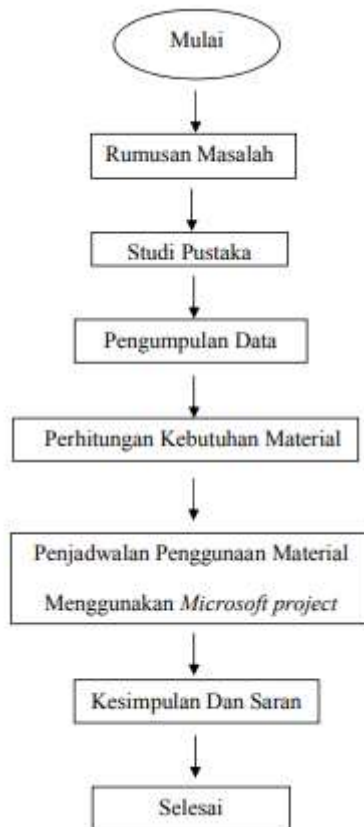 Mulai
Rumusan Masalah
Studi Pustaka
Pengumpulan Data
Perhitungan Kebutuhan Material
Penjadwalan Penggunaan Material
Menggunakan Microsoft project
Kesimpulan Dan Saran
Selesai